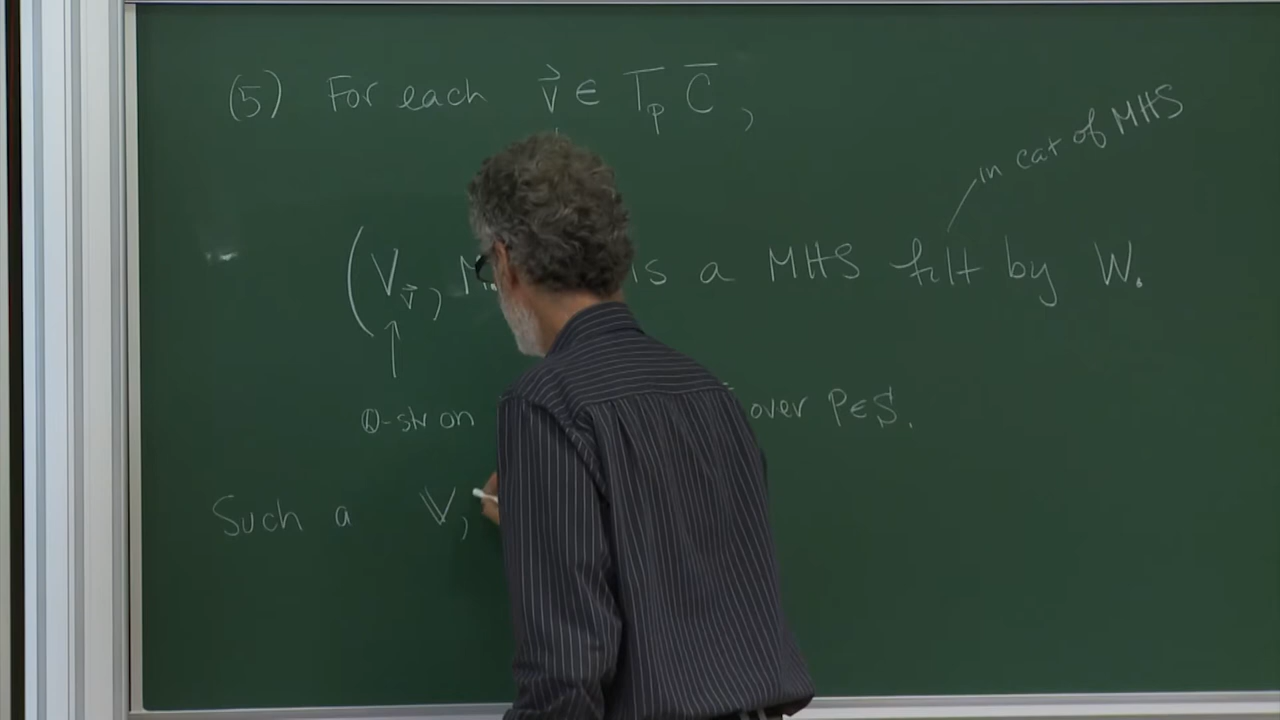 (5) For each v⃗ ∈ T_p C̄,
in cat of MHS
(V_v⃗, M. is a MHS filt by W.
Q-str on over P∈S.
Such a 𝕍,